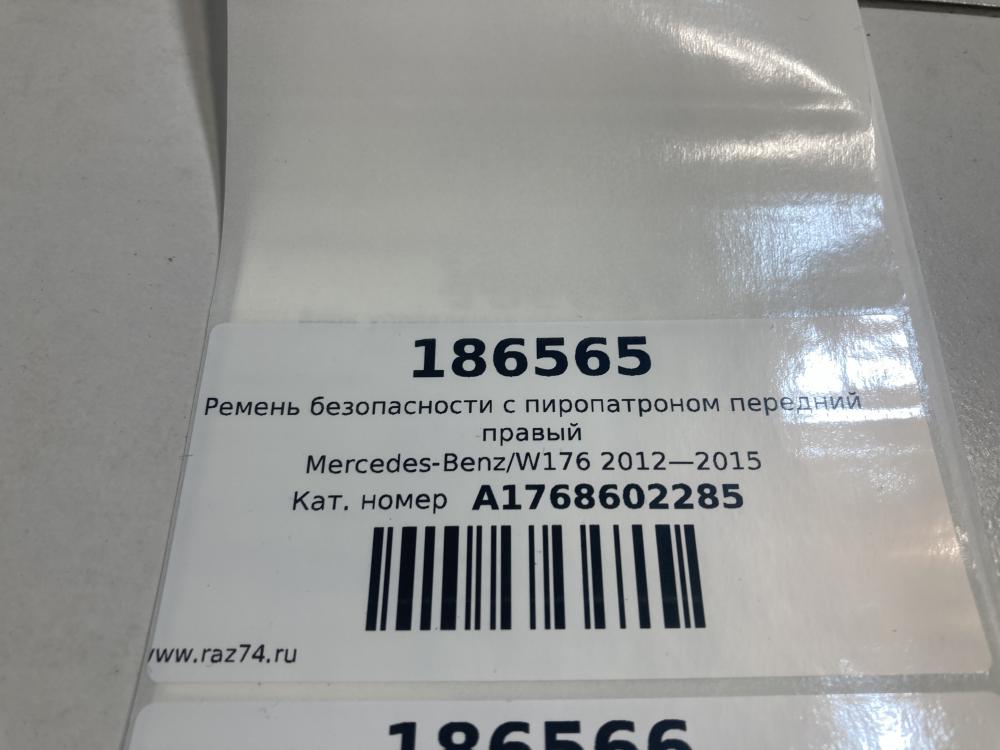 186565
Ремень безопасности с пиропатроном передний
правый
Mercedes-Benz/W176 2012—2015
Кат. номер A1768602285
www.raz74.ru
186566